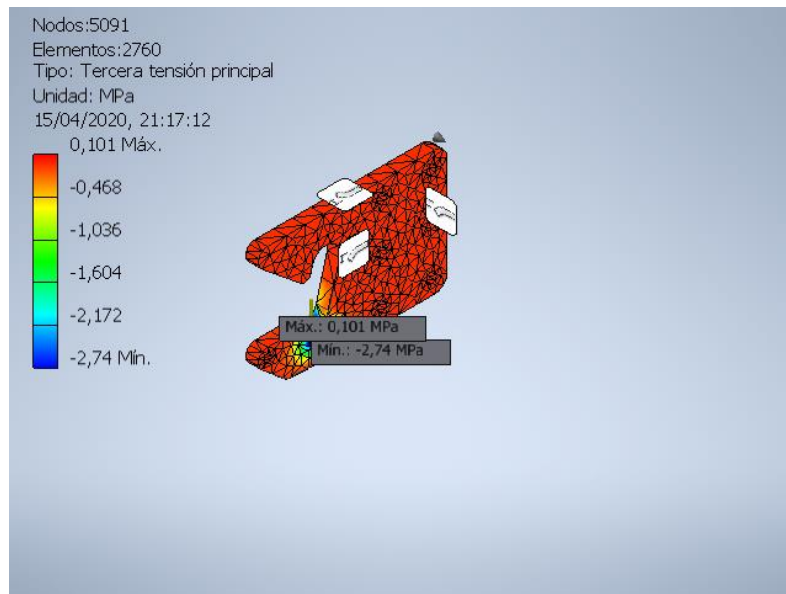 Nodos:5091
Elementos:2760
Tipo: Tercera tensión principal
Unidad: MPa
15/04/2020, 21:17:12
0,101 Máx.
-0,468
-1,036
-1,604
-2,172
-2,74 Mín.
Máx.: 0,101 MPa
Mín.: -2,74 MPa